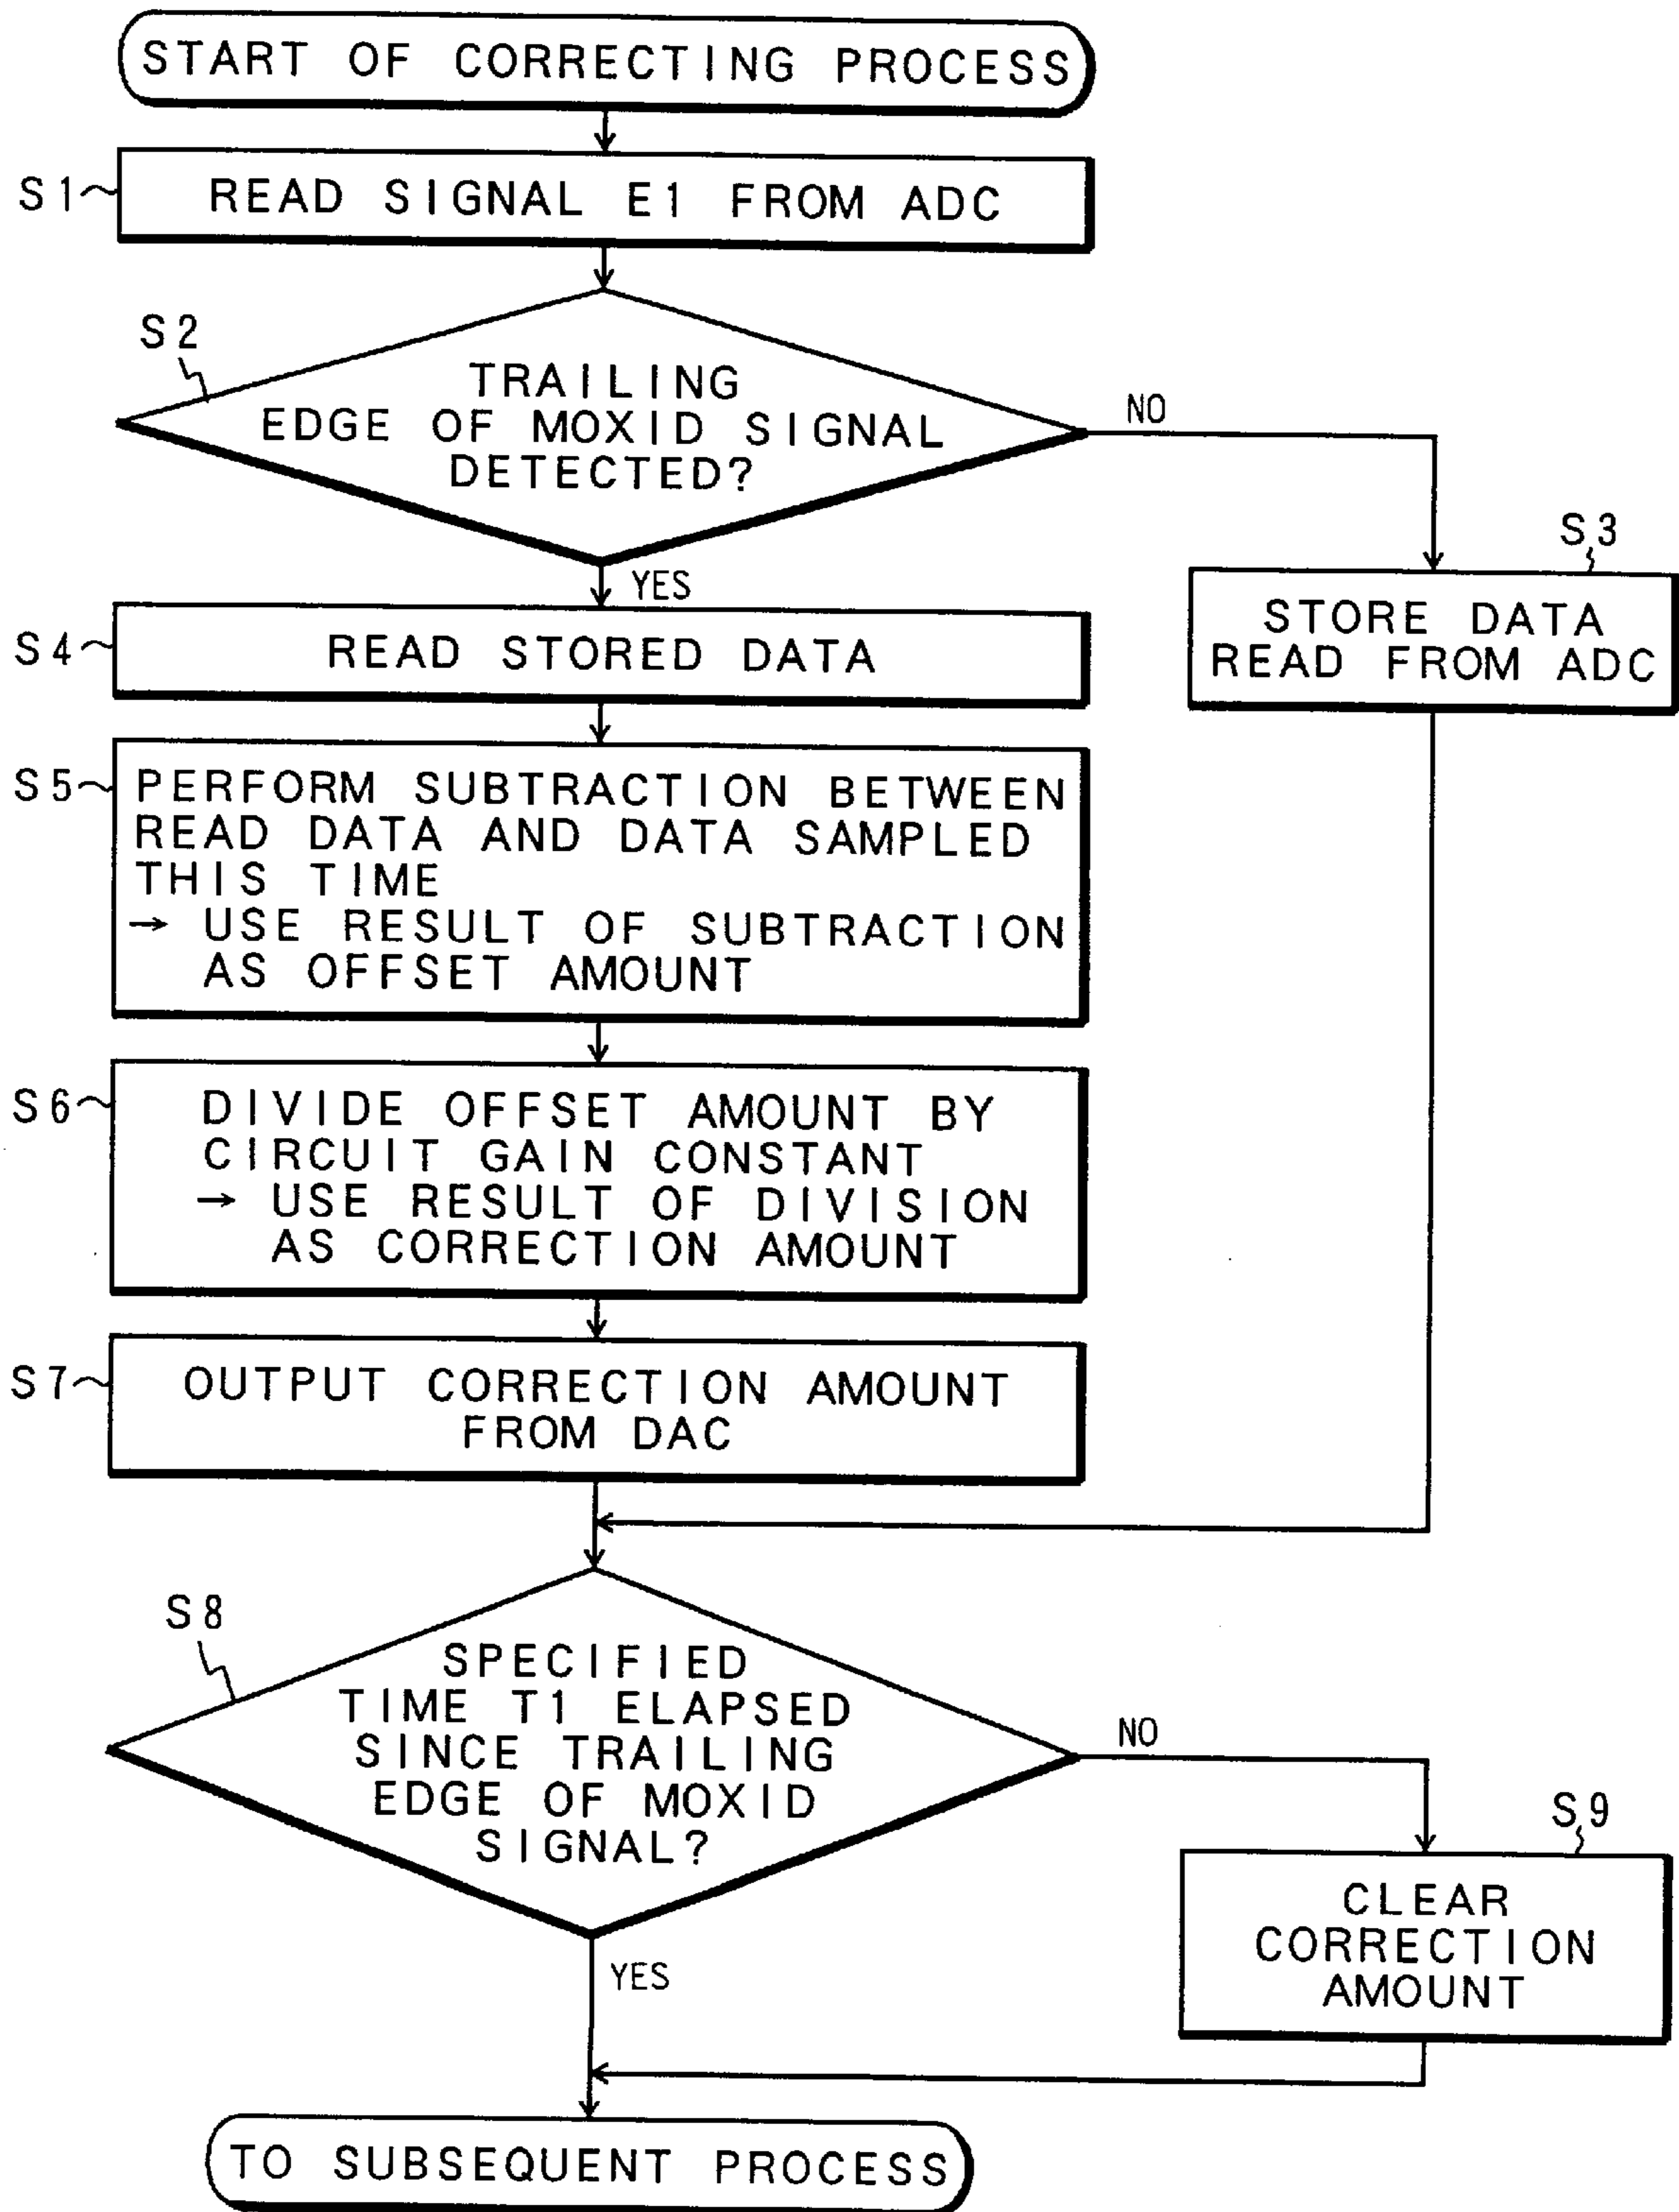 START OF CORRECTING PROCESS
S1
READ SIGNAL E1 FROM ADC
S2
TRAILING
EDGE OF MOXID SIGNAL
DETECTED?
NO
YES
S3
STORE DATA
READ FROM ADC
S4
READ STORED DATA
S5
PERFORM SUBTRACTION BETWEEN
READ DATA AND DATA SAMPLED
THIS TIME
→ USE RESULT OF SUBTRACTION
AS OFFSET AMOUNT
S6
DIVIDE OFFSET AMOUNT BY
CIRCUIT GAIN CONSTANT
→ USE RESULT OF DIVISION
AS CORRECTION AMOUNT
S7
OUTPUT CORRECTION AMOUNT
FROM DAC
S8
SPECIFIED
TIME T1 ELAPSED
SINCE TRAILING
EDGE OF MOXID
SIGNAL?
NO
YES
S9
CLEAR
CORRECTION
AMOUNT
TO SUBSEQUENT PROCESS